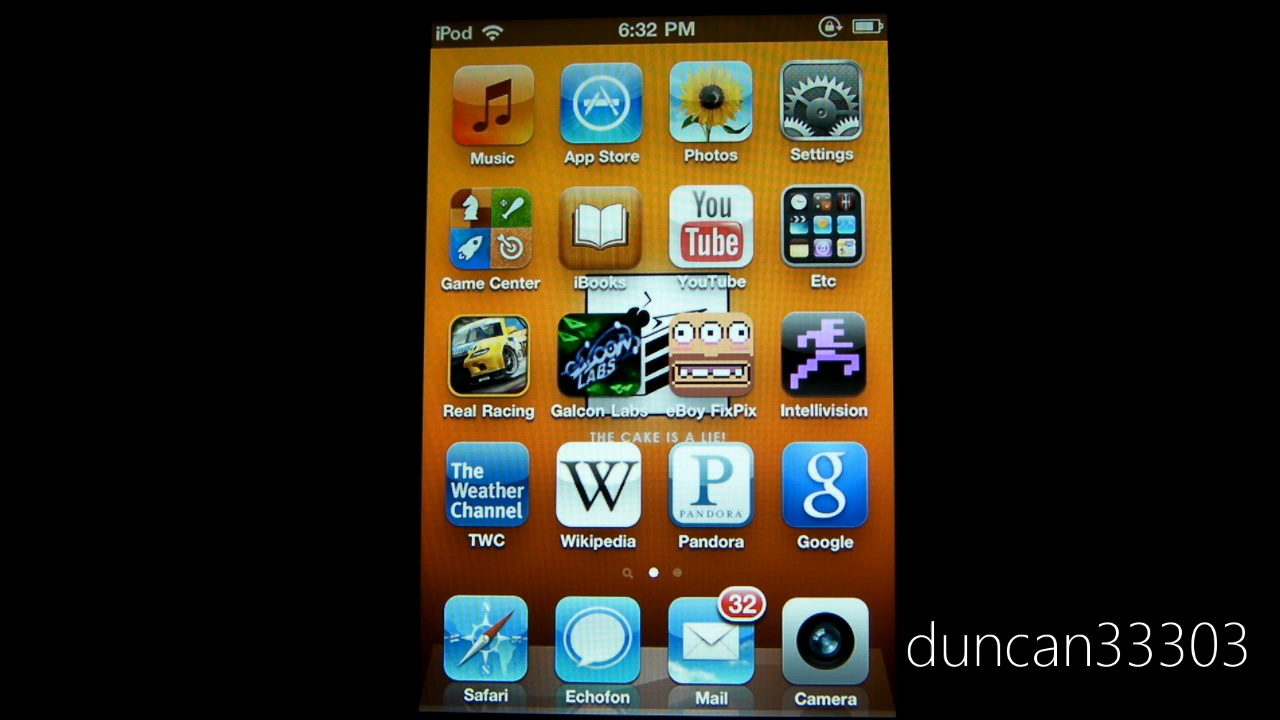 iPod 6:32 PM
Music App Store Photos Settings
You
Tube
Game Center iBooks YouTube Etc
GALCON
LABS
Real Racing Galcon Labs eBoy FixPix Intellivision
THE CAKE IS A LIE!
The
Weather
Channel
W
P
PANDORA
g
TWC Wikipedia Pandora Google
32
N
S
Safari Echofon Mail Camera
duncan33303